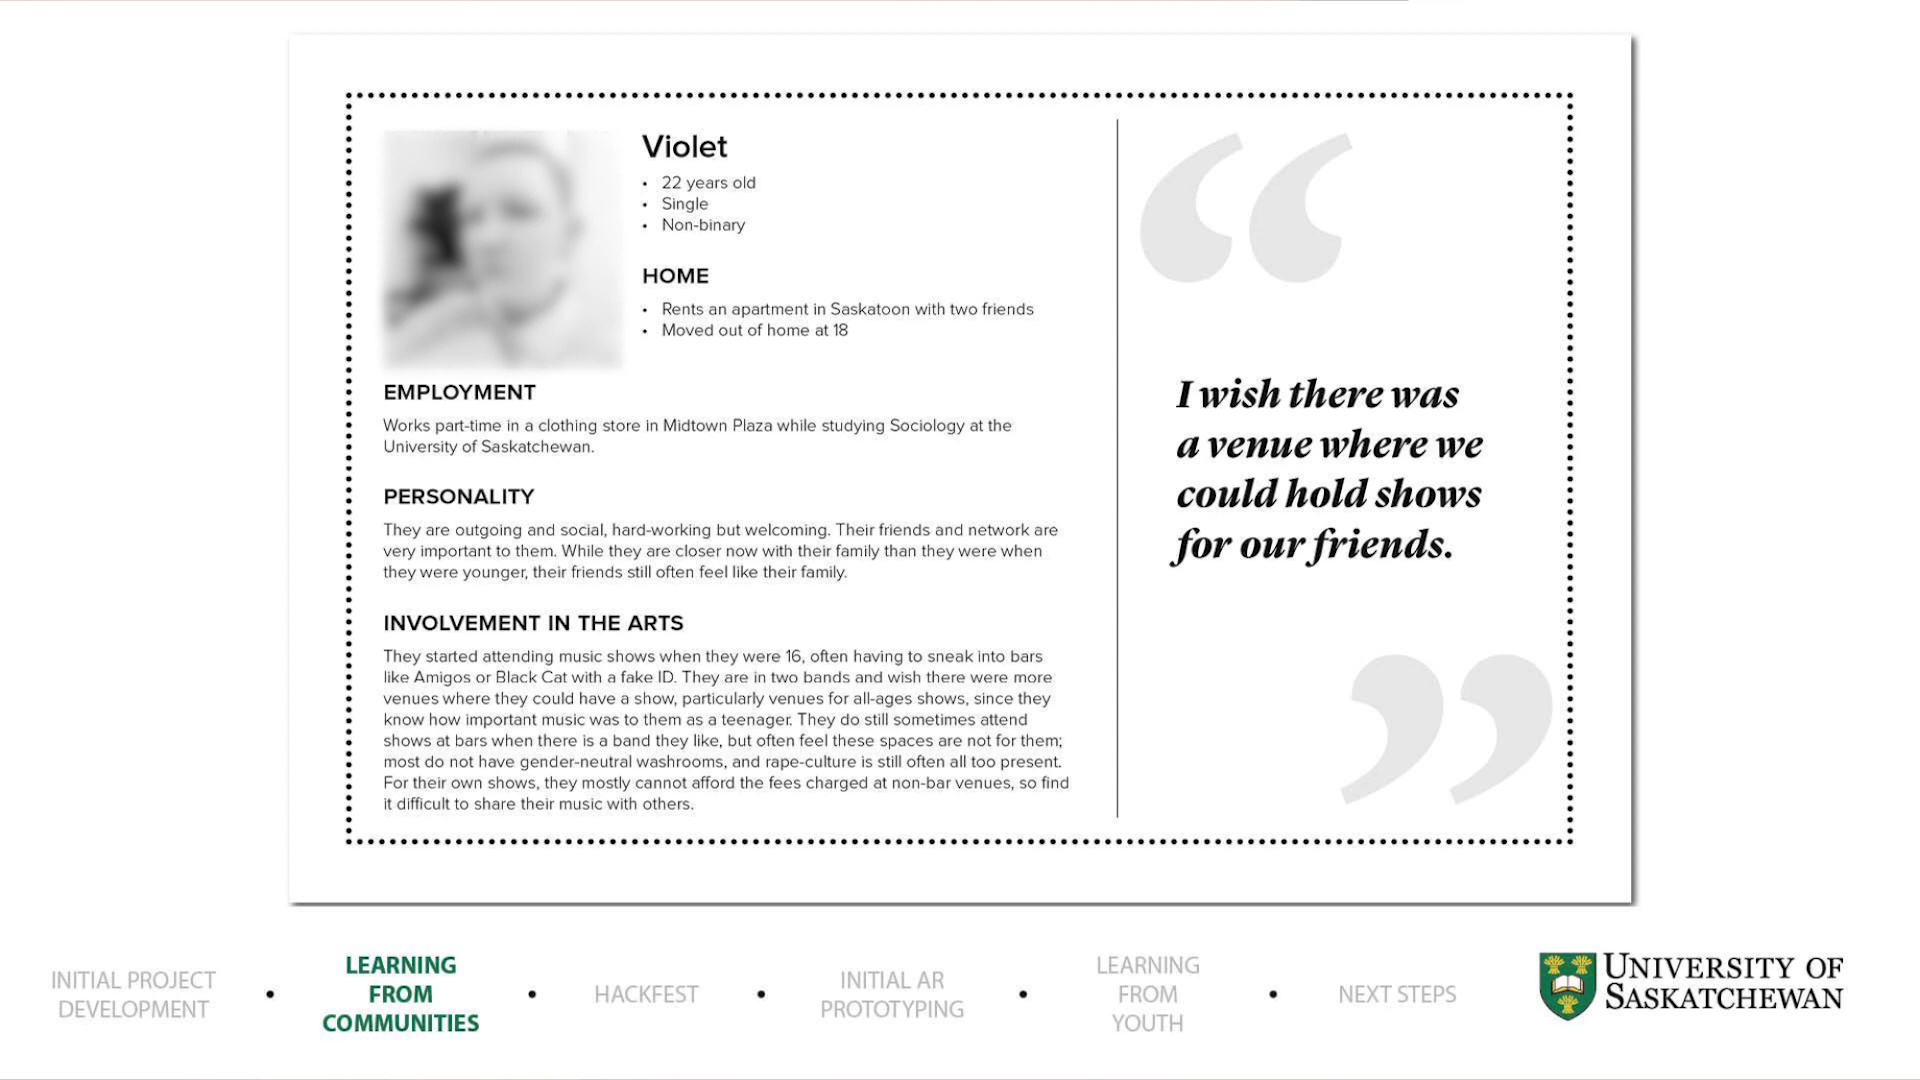 Violet
• 22 years old
• Single
• Non-binary
HOME
• Rents an apartment in Saskatoon with two friends
• Moved out of home at 18
EMPLOYMENT
Works part-time in a clothing store in Midtown Plaza while studying Sociology at the
University of Saskatchewan.
PERSONALITY
They are outgoing and social, hard-working but welcoming. Their friends and network are
very important to them. While they are closer now with their family than they were when
they were younger, their friends still often feel like their family.
INVOLVEMENT IN THE ARTS
They started attending music shows when they were 16, often having to sneak into bars
like Amigos or Black Cat with a fake ID. They are in two bands and wish there were more
venues where they could have a show, particularly venues for all-ages shows, since they
know how important music was to them as a teenager. They do still sometimes attend
shows at bars when there is a band they like, but often feel these spaces are not for them;
most do not have gender-neutral washrooms, and rape-culture is still often all too present.
For their own shows, they mostly cannot afford the fees charged at non-bar venues, so find
it difficult to share their music with others.
“
I wish there was
a venue where we
could hold shows
for our friends.
”
INITIAL PROJECT
DEVELOPMENT
•
LEARNING
FROM
COMMUNITIES
•
HACKFEST
•
INITIAL AR
PROTOTYPING
•
LEARNING
FROM
YOUTH
•
NEXT STEPS
UNIVERSITY OF
SASKATCHEWAN